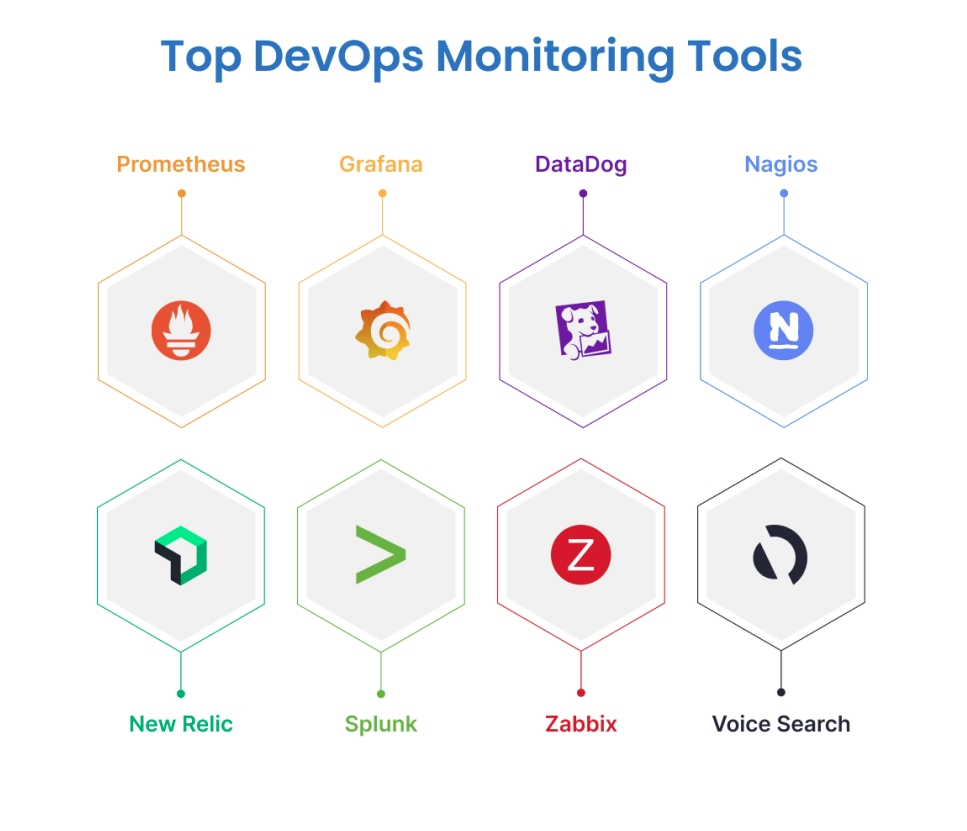 Top DevOps Monitoring Tools
Prometheus
Grafana
DataDog
Nagios
N
Z
New Relic
Splunk
Zabbix
Voice Search